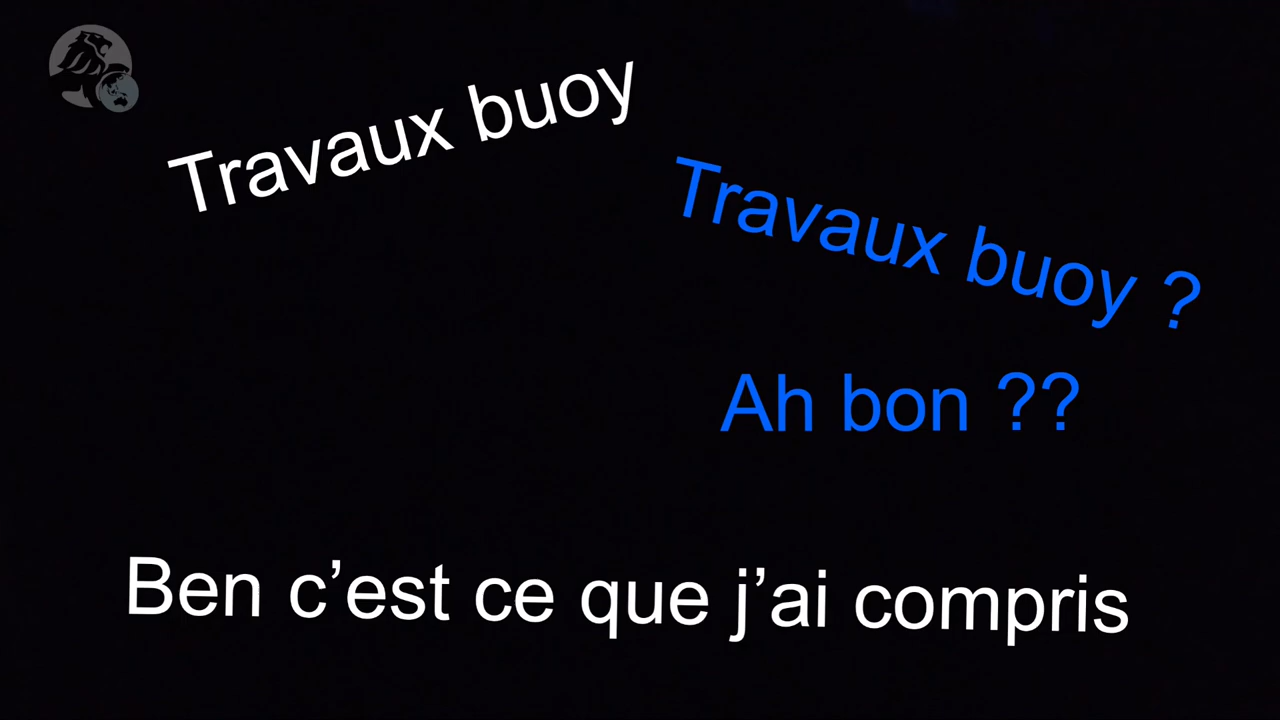 Travaux buoy
Travaux buoy ?
Ah bon ??
Ben c’est ce que j’ai compris